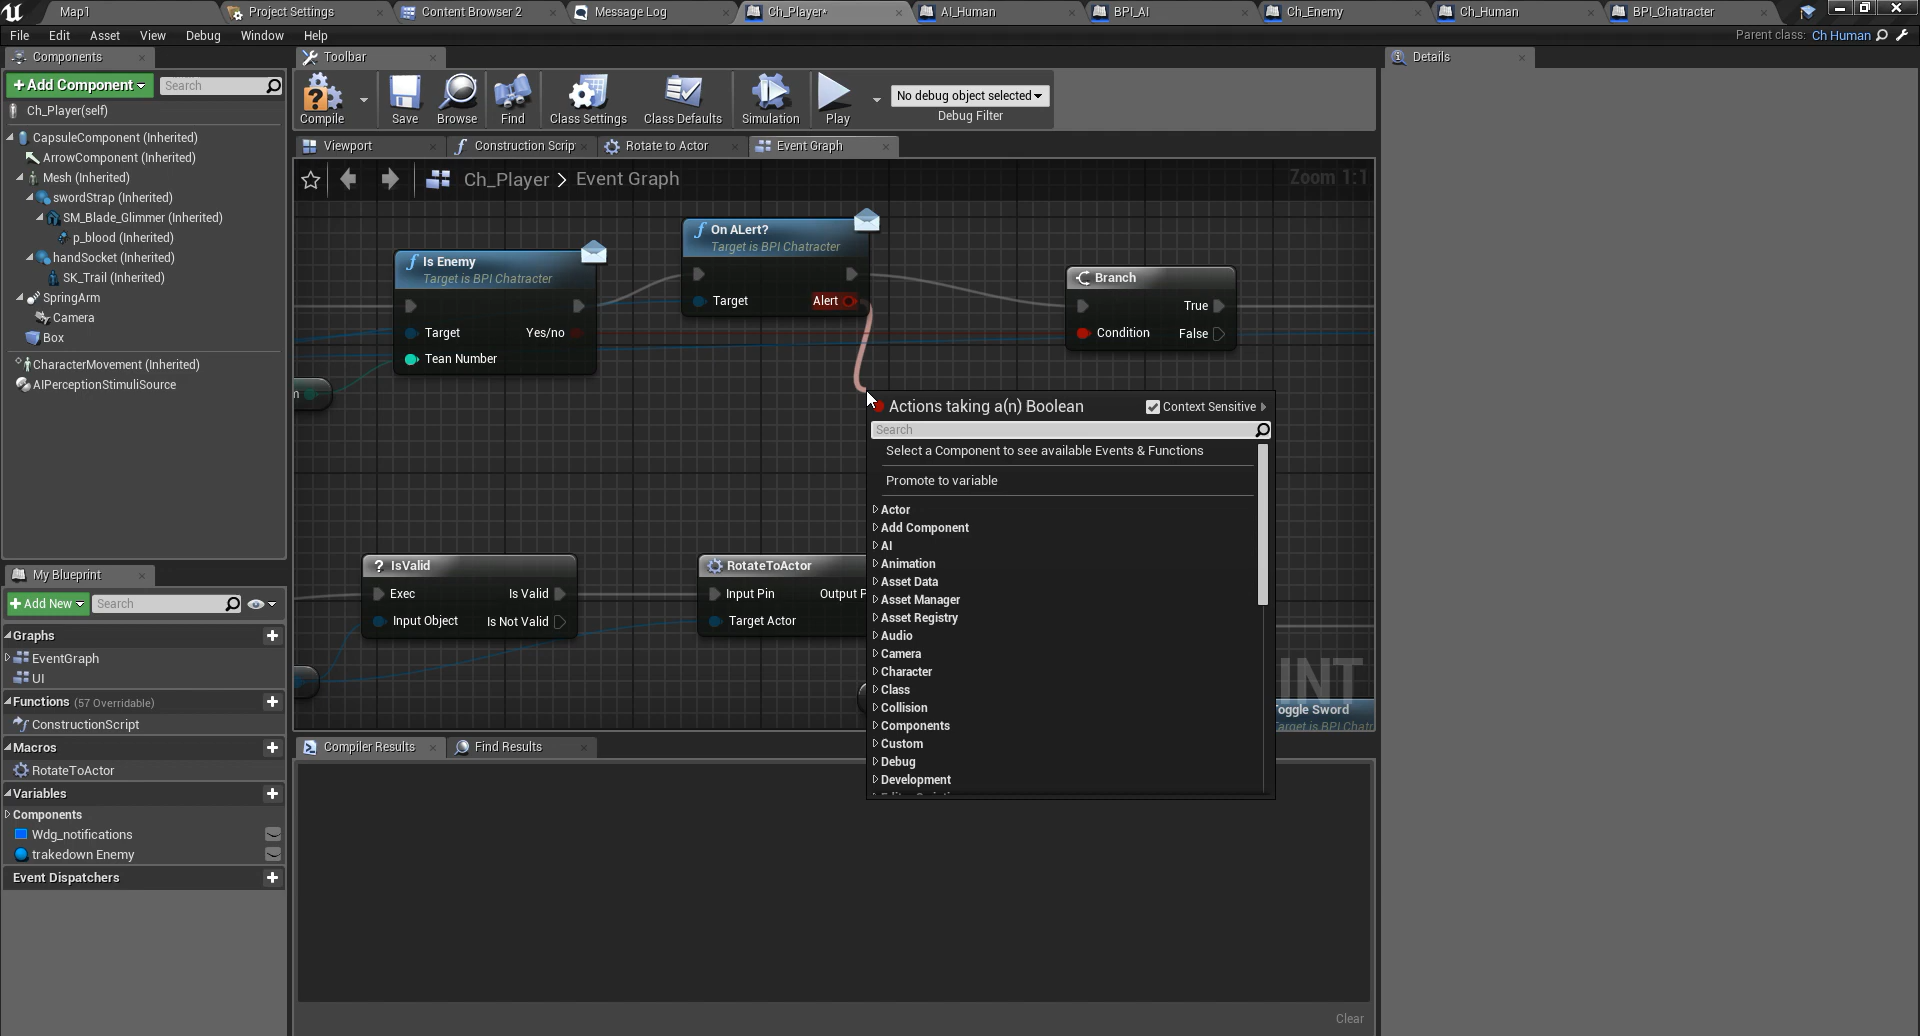 Map1
Project Settings
Content Browser 2
Message Log
Ch_Player*
AI_Human
BPI_AI
Ch_Enemy
Ch_Human
BPI_Chatracter
File Edit Asset View Debug Window Help
Parent class: Ch Human
Components
Add Component
Search
Ch_Player(self)
CapsuleComponent (Inherited)
ArrowComponent (Inherited)
Mesh (Inherited)
swordStrap (Inherited)
SM_Blade_Glimmer (Inherited)
p_blood (Inherited)
handSocket (Inherited)
SK_Trail (Inherited)
SpringArm
Camera
Box
CharacterMovement (Inherited)
AIPerceptionStimuliSource
My Blueprint
Add New
Search
Graphs
EventGraph
UI
Functions (57 Overridable)
ConstructionScript
Macros
RotateToActor
Variables
Components
Wdg_notifications
trakedown Enemy
Event Dispatchers
Toolbar
Compile
Save
Browse
Find
Class Settings
Class Defaults
Simulation
Play
No debug object selected
Debug Filter
Viewport
Construction Scrip
Rotate to Actor
Event Graph
Ch_Player > Event Graph
Zoom 1:1
Is Enemy
Target is BPI Chatracter
Target
Yes/no
Tean Number
On ALert?
Target is BPI Chatracter
Target
Alert
Branch
True
Condition
False
IsValid
Exec
Is Valid
Input Object
Is Not Valid
RotateToActor
Input Pin
Output P
Target Actor
INT
oggle Sword
Target is BPI Chatr
Actions taking a(n) Boolean
Context Sensitive
Search
Select a Component to see available Events & Functions
Promote to variable
Actor
Add Component
AI
Animation
Asset Data
Asset Manager
Asset Registry
Audio
Camera
Character
Class
Collision
Components
Custom
Debug
Development
Compiler Results
Find Results
Clear
Details